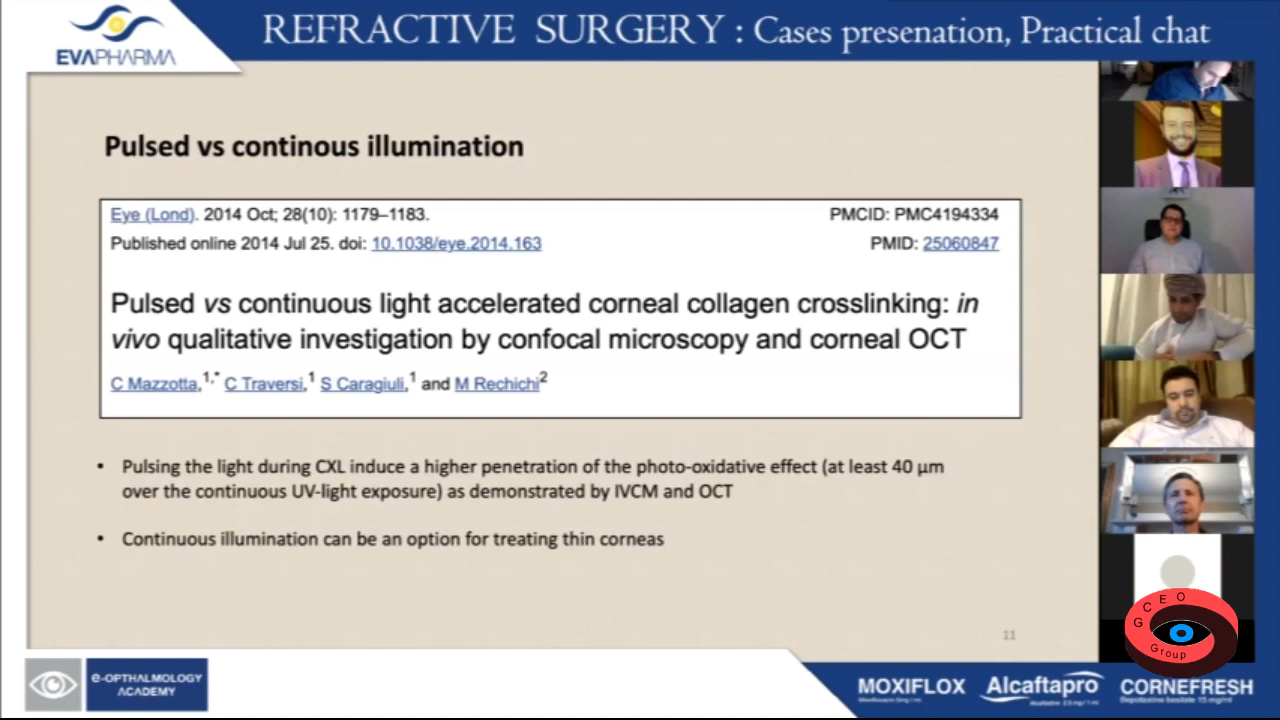 EVAPHARMA
REFRACTIVE SURGERY : Cases presenation, Practical chat
Pulsed vs continous illumination
Eye (Lond). 2014 Oct; 28(10): 1179–1183.
PMCID: PMC4194334
Published online 2014 Jul 25. doi: 10.1038/eye.2014.163
PMID: 25060847
Pulsed vs continuous light accelerated corneal collagen crosslinking: in
vivo qualitative investigation by confocal microscopy and corneal OCT
C Mazzotta,1,* C Traversi,1 S Caragiuli,1 and M Rechichi2
• Pulsing the light during CXL induce a higher penetration of the photo-oxidative effect (at least 40 µm
over the continuous UV-light exposure) as demonstrated by IVCM and OCT
• Continuous illumination can be an option for treating thin corneas
11
GCEO
Group
e-OPTHALMOLOGY
ACADEMY
MOXIFLOX
Alcaftapro
CORNEFRESH